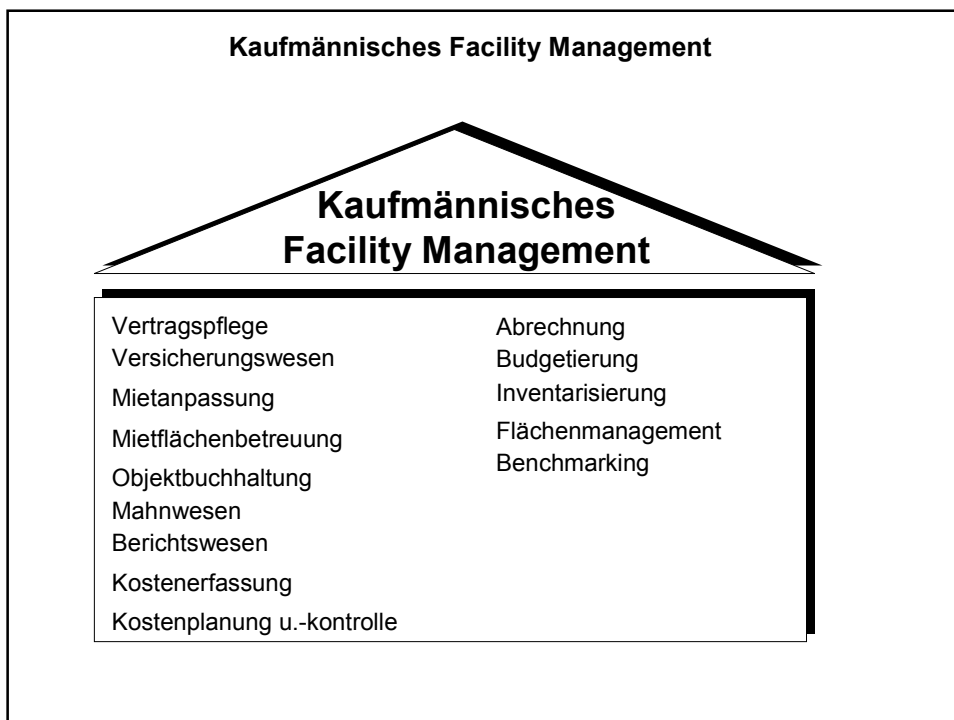 Kaufmännisches Facility Management
Kaufmännisches
Facility Management
Vertragspflege
Versicherungswesen
Mietanpassung
Mietflächenbetreuung
Objektbuchhaltung
Mahnwesen
Berichtswesen
Kostenerfassung
Kostenplanung u.-kontrolle
Abrechnung
Budgetierung
Inventarisierung
Flächenmanagement
Benchmarking